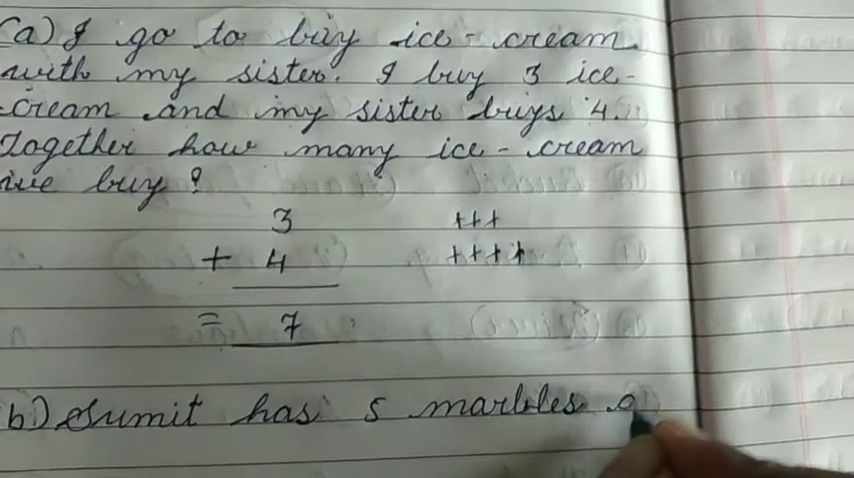 (a) I go to buy ice-cream
with my sister. I buy 3 ice-
cream and my sister buys 4.
Together how many ice-cream
we buy?
3 +++
+ 4 ++++
= 7
b) Sumit has 5 marbles